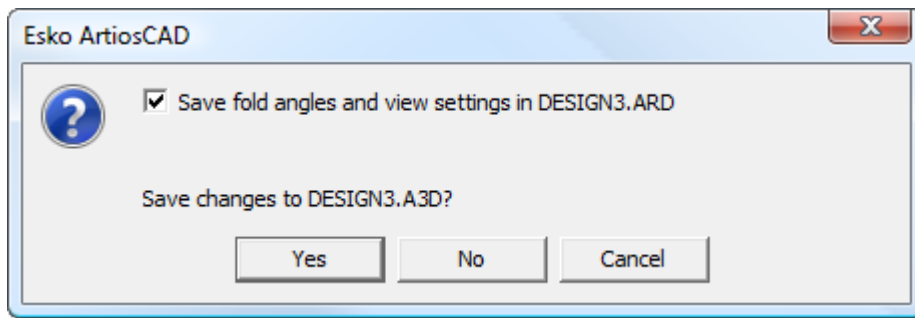 Esko ArtiosCAD
Save fold angles and view settings in DESIGN3.ARD
Save changes to DESIGN3.A3D?
Yes No Cancel